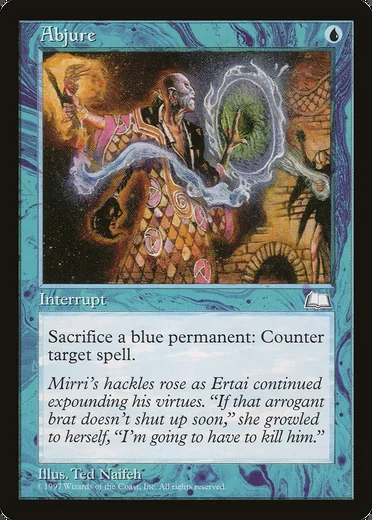 Abjure
Interrupt
Sacrifice a blue permanent: Counter
target spell.
Mirri's hackles rose as Ertai continued
expounding his virtues. “If that arrogant
brat doesn't shut up soon,” she growled
to herself, “I'm going to have to kill him.”
Illus. Ted Naifeh
©1997 Wizards of the Coast, Inc. All rights reserved.